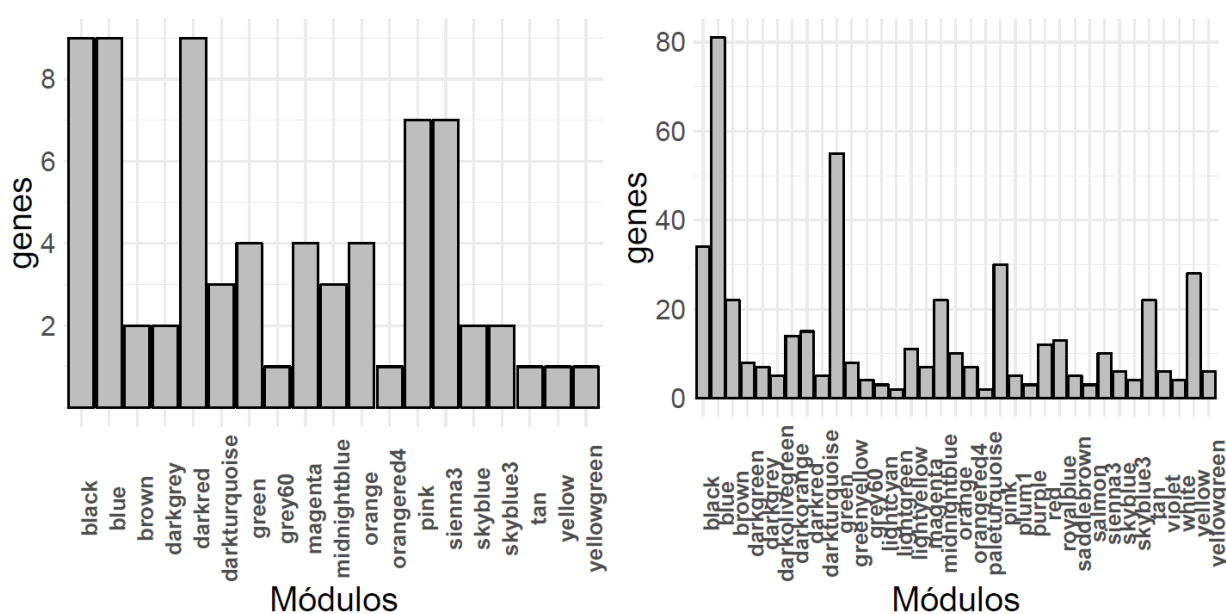 genes
8
6
4
2
black
blue
brown
darkgrey
darkred
darkturquoise
green
grey60
magenta
midnightblue
orange
orangered4
pink
sienna3
skyblue
skyblue3
tan
yellow
yellowgreen
Módulos
genes
80
60
40
20
0
black
blue
brown
darkgreen
darkgrey
darkolivegreen
darkorange
darkred
darkturquoise
green
greenyellow
grey60
lightcyan
lightgreen
lightyellow
magenta
midnightblue
orange
orangered4
paleturquoise
pink
plum1
purple
red
royalblue
saddlebrown
salmon
sienna3
skyblue
skyblue3
tan
violet
white
yellow
yellowgreen
Módulos